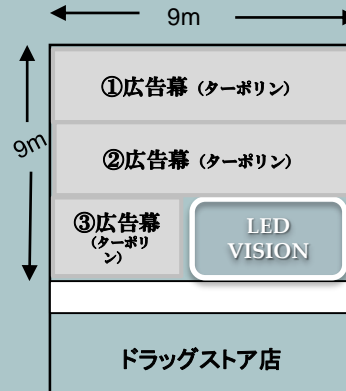 9m
9m
①広告幕（ターポリン）
②広告幕（ターポリン）
③広告幕
（ターポリ
ン）
LED
VISION
ドラッグストア店